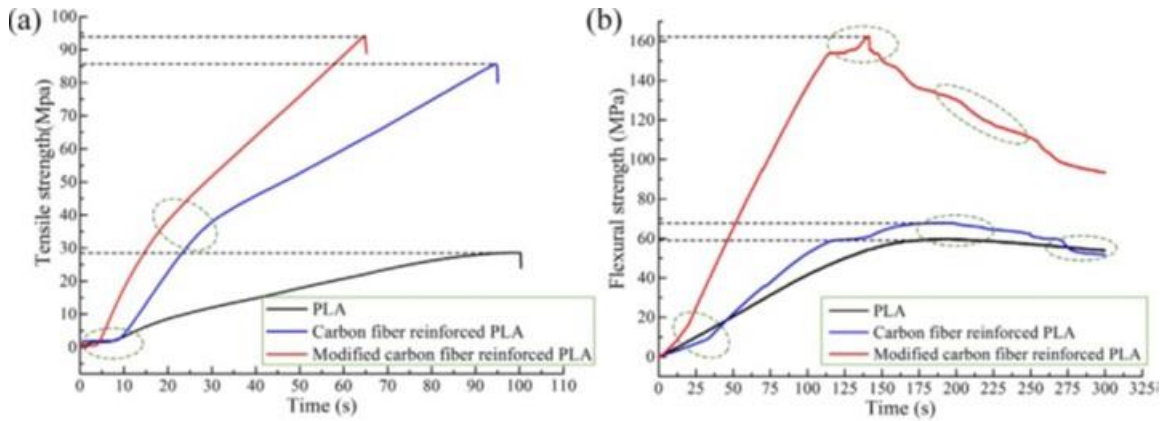 (a)
Tensile strength(Mpa)
100
90
80
70
60
50
40
30
20
10
0
PLA
Carbon fiber reinforced PLA
Modified carbon fiber reinforced PLA
0 10 20 30 40 50 60 70 80 90 100 110
Time (s)
(b)
Flexural strength (MPa)
160
140
120
100
80
60
40
20
0
PLA
Carbon fiber reinforced PLA
Modified carbon fiber reinforced PLA
0 25 50 75 100 125 150 175 200 225 250 275 300 325
Time (s)